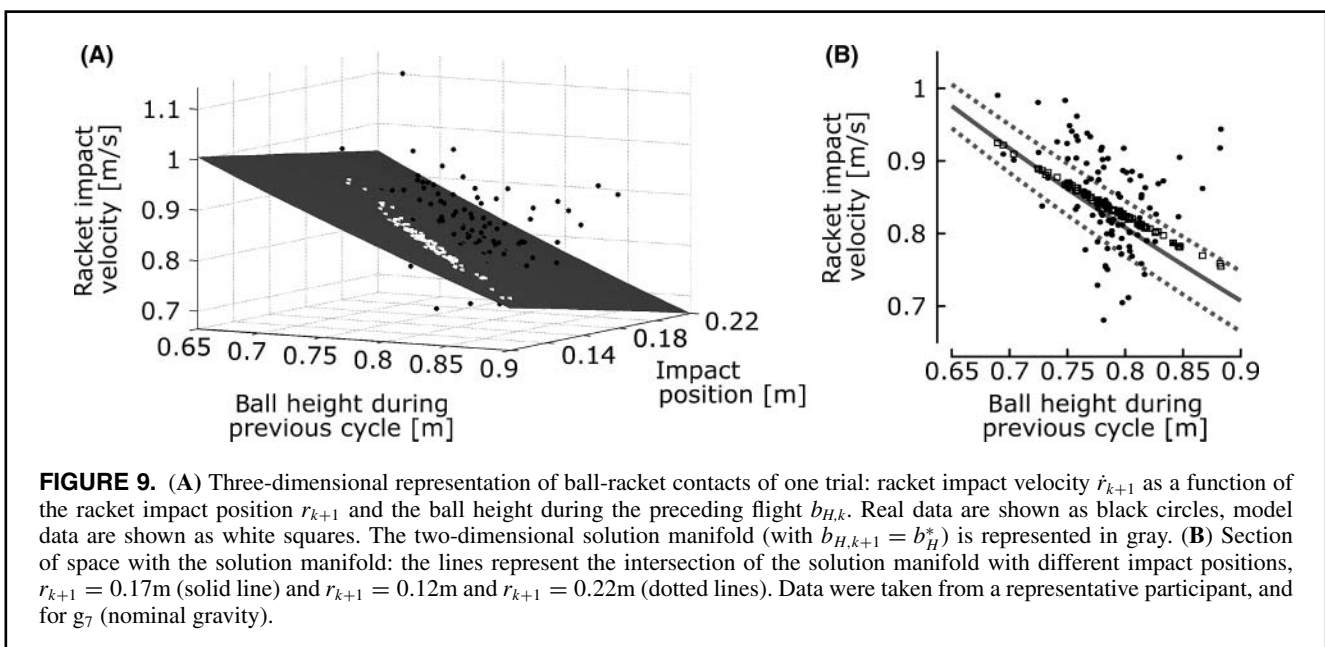 (A)
Racket impact
velocity [m/s]
1.1
1
0.9
0.8
0.7
0.65
0.7
0.75
0.8
0.85
0.9
0.14
0.18
0.22
Impact
position [m]
Ball height during
previous cycle [m]
(B)
Racket impact
velocity [m/s]
1
0.9
0.8
0.7
0.65 0.7 0.75 0.8 0.85 0.9
Ball height during
previous cycle [m]
FIGURE 9. (A) Three-dimensional representation of ball-racket contacts of one trial: racket impact velocity ṙₖ₊₁ as a function of
the racket impact position rₖ₊₁ and the ball height during the preceding flight b_{H,k}. Real data are shown as black circles, model
data are shown as white squares. The two-dimensional solution manifold (with b_{H,k+1} = b*_H) is represented in gray. (B) Section
of space with the solution manifold: the lines represent the intersection of the solution manifold with different impact positions,
rₖ₊₁ = 0.17m (solid line) and rₖ₊₁ = 0.12m and rₖ₊₁ = 0.22m (dotted lines). Data were taken from a representative participant, and
for g₇ (nominal gravity).